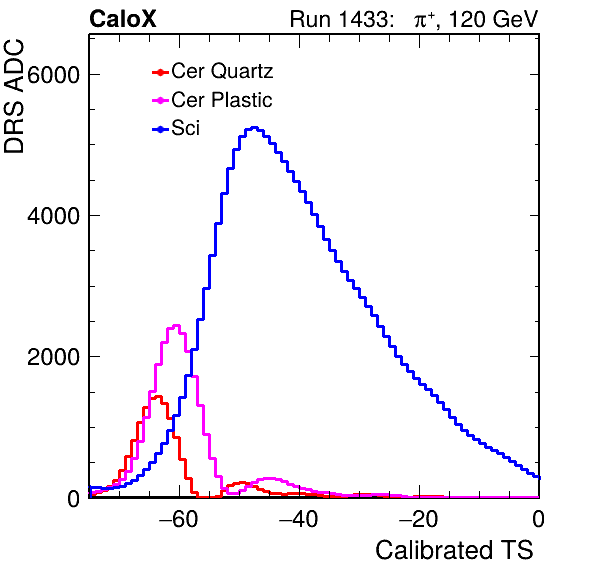 CaloX Run 1433: π⁺, 120 GeV
DRS ADC
6000
4000
2000
0
Cer Quartz
Cer Plastic
Sci
−60 −40 −20 0
Calibrated TS